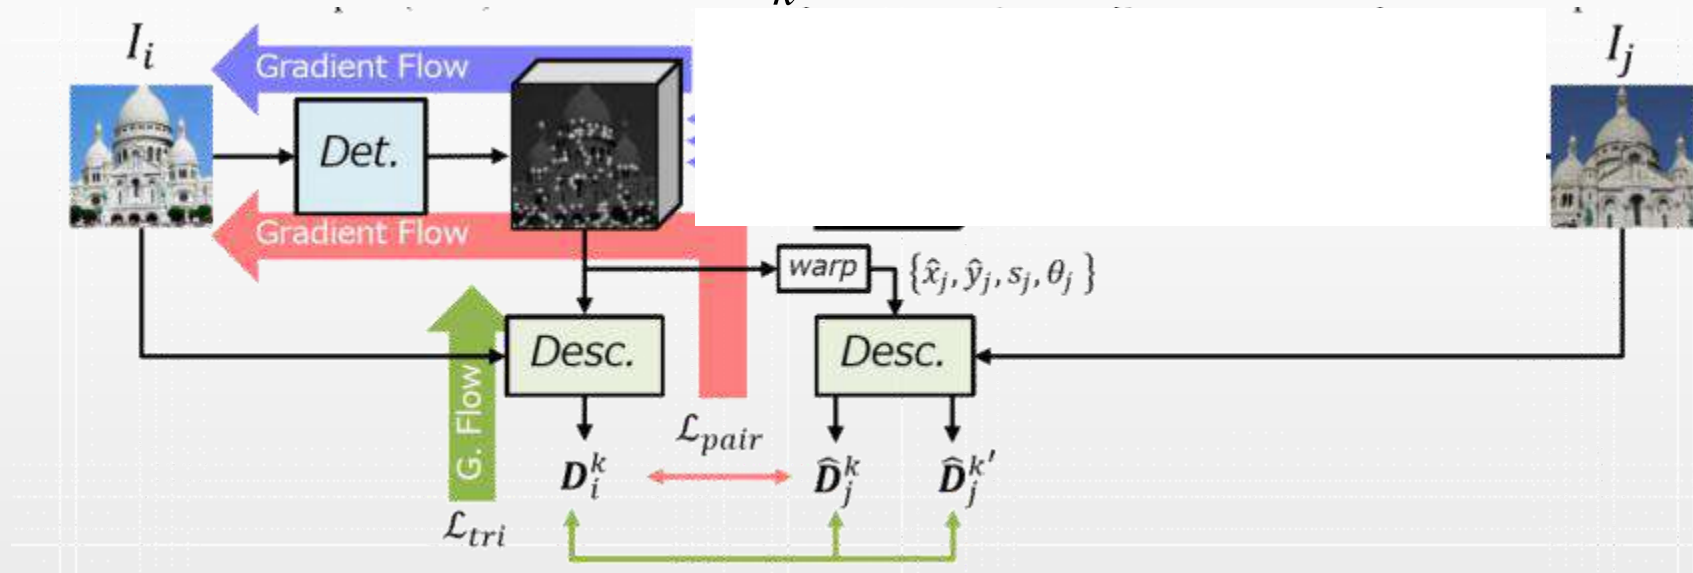 I_i
I_j
Gradient Flow
Det.
Gradient Flow
warp
{x̂_j, ŷ_j, s_j, θ_j }
Desc.
Desc.
G. Flow
ℒ_pair
D_i^k
D̂_j^k
D̂_j^k′
ℒ_tri